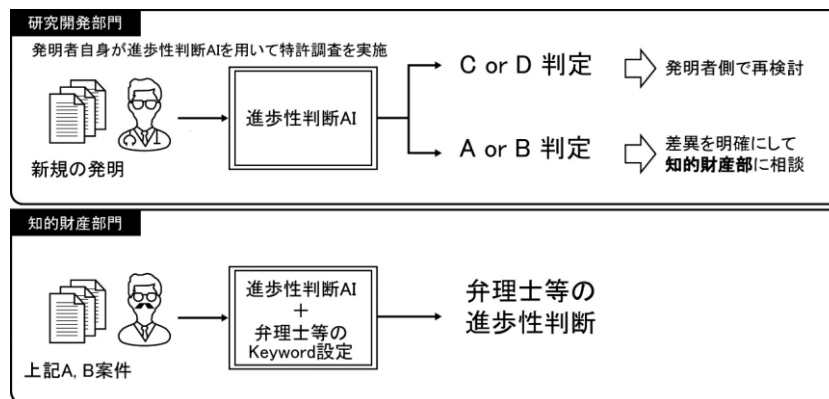 研究開発部門
発明者自身が進歩性判断AIを用いて特許調査を実施
新規の発明
進歩性判断AI
C or D 判定
発明者側で再検討
A or B 判定
差異を明確にして
知的財産部に相談
知的財産部門
上記A, B案件
進歩性判断AI
+
弁理士等の
Keyword設定
弁理士等の
進歩性判断